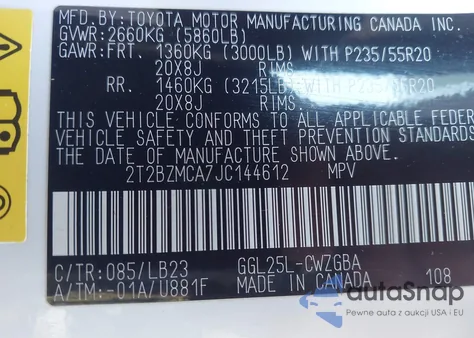 MFD.BY:TOYOTA MOTOR MANUFACTURING CANADA INC.
GVWR:2660KG (5860LB)
GAWR:FRT. 1360KG (3000LB) WITH P235/55R20
20X8J RIMS
RR. 1460KG (3215LB) WITH P235/55R20
20X8J RIMS.
THIS VEHICLE CONFORMS TO ALL APPLICABLE FEDER
VEHICLE SAFETY AND THEFT PREVENTION STANDARDS
THE DATE OF MANUFACTURE SHOWN ABOVE.
2T2BZMCA7JC144612 MPV
C/TR:085/LB23 GGL25L-CWZGBA
A/TM:-01A/U881F MADE IN CANADA 108
autoSnap
Pewne auta z aukcji USA i EU